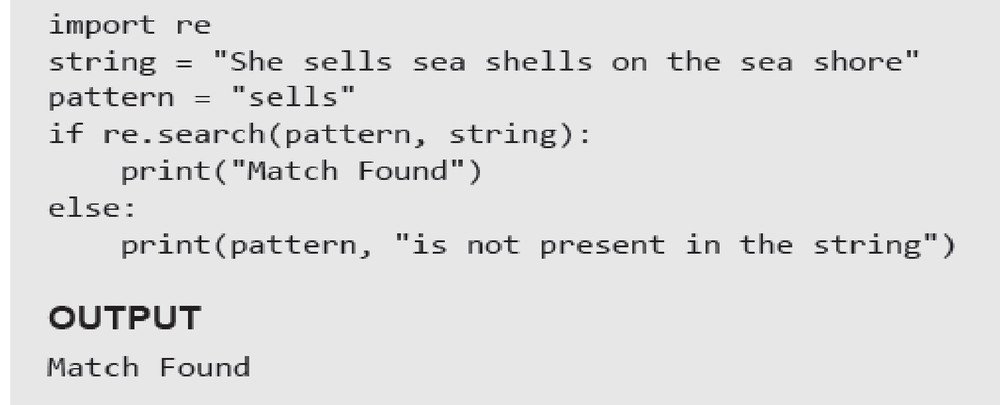 import re
string = "She sells sea shells on the sea shore"
pattern = "sells"
if re.search(pattern, string):
    print("Match Found")
else:
    print(pattern, "is not present in the string")
OUTPUT
Match Found